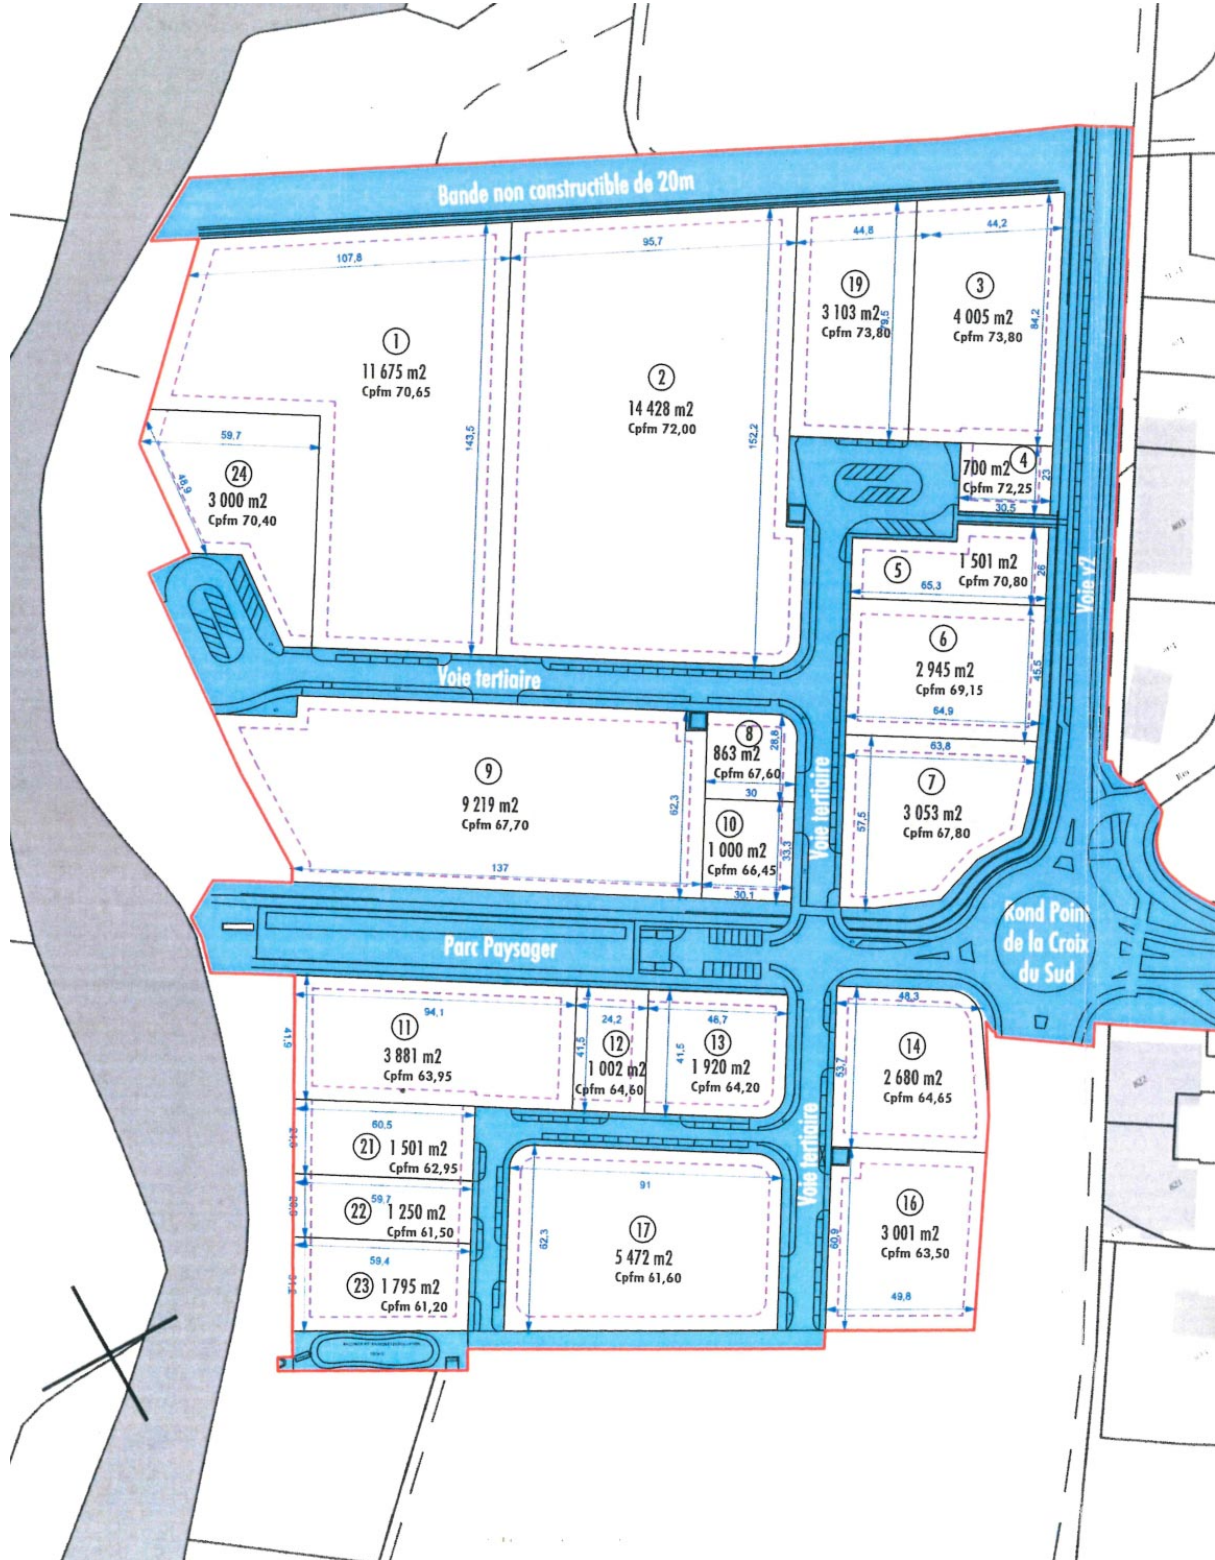 Bande non constructible de 20m
107,8
95,7
44,8
44,2
1
11 675 m2
Cpfm 70,65
143,5
2
14 428 m2
Cpfm 72,00
152,2
19
3 103 m2
Cpfm 73,80
79,5
3
4 005 m2
Cpfm 73,80
84,2
59,7
48,9
24
3 000 m2
Cpfm 70,40
4
700 m2
Cpfm 72,25
23
30,5
5
1 501 m2
Cpfm 70,80
65,3
26
Voie v2
6
2 945 m2
Cpfm 69,15
45,5
64,9
Voie tertiaire
63,8
7
3 053 m2
Cpfm 67,80
57,5
Voie tertiaire
8
863 m2
Cpfm 67,60
28,8
30
9
9 219 m2
Cpfm 67,70
62,3
137
10
1 000 m2
Cpfm 66,45
33,3
30,1
Rond Point
de la Croix
du Sud
Parc Paysager
94,1
41,9
11
3 881 m2
Cpfm 63,95
24,2
41,5
12
1 002 m2
Cpfm 64,60
46,7
41,5
13
1 920 m2
Cpfm 64,20
48,3
53,7
14
2 680 m2
Cpfm 64,65
Voie tertiaire
60,5
21
1 501 m2
Cpfm 62,95
59,7
22
1 250 m2
Cpfm 61,50
59,4
23
1 795 m2
Cpfm 61,20
91
62,3
17
5 472 m2
Cpfm 61,60
60,9
16
3 001 m2
Cpfm 63,50
49,8